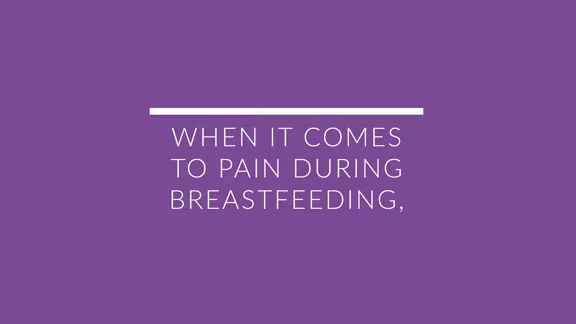 WHEN IT COMES
TO PAIN DURING
BREASTFEEDING,